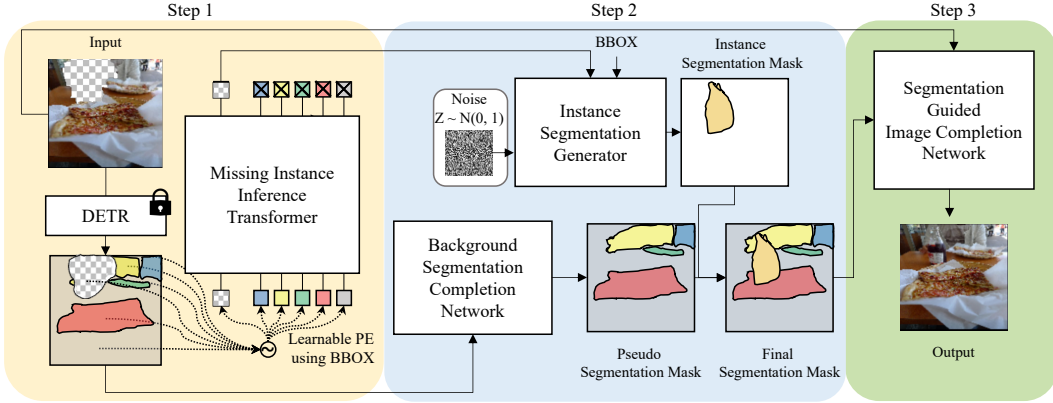 Step 1
Step 2
Step 3
Input
BBOX
Instance
Segmentation Mask
Noise
Z ~ N(0, 1)
Instance
Segmentation
Generator
Segmentation
Guided
Image Completion
Network
Missing Instance
Inference
Transformer
DETR
Background
Segmentation
Completion
Network
Learnable PE
using BBOX
Pseudo
Segmentation Mask
Final
Segmentation Mask
Output